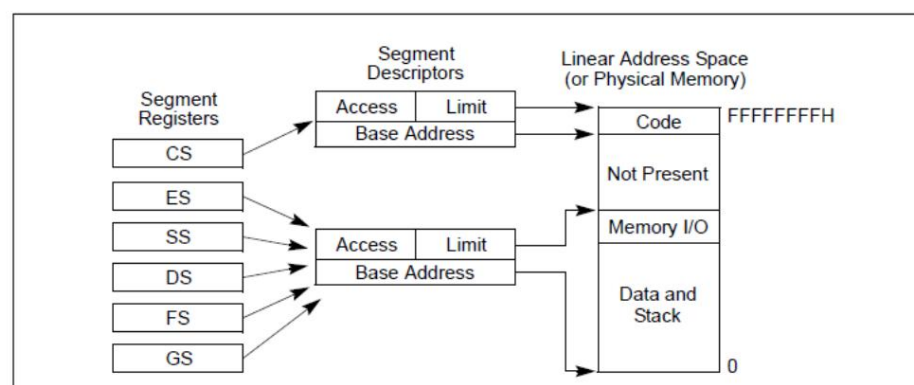 Segment
Registers
CS
ES
SS
DS
FS
GS
Segment
Descriptors
Access
Limit
Base Address
Access
Limit
Base Address
Linear Address Space
(or Physical Memory)
Code
FFFFFFFFH
Not Present
Memory I/O
Data and
Stack
0